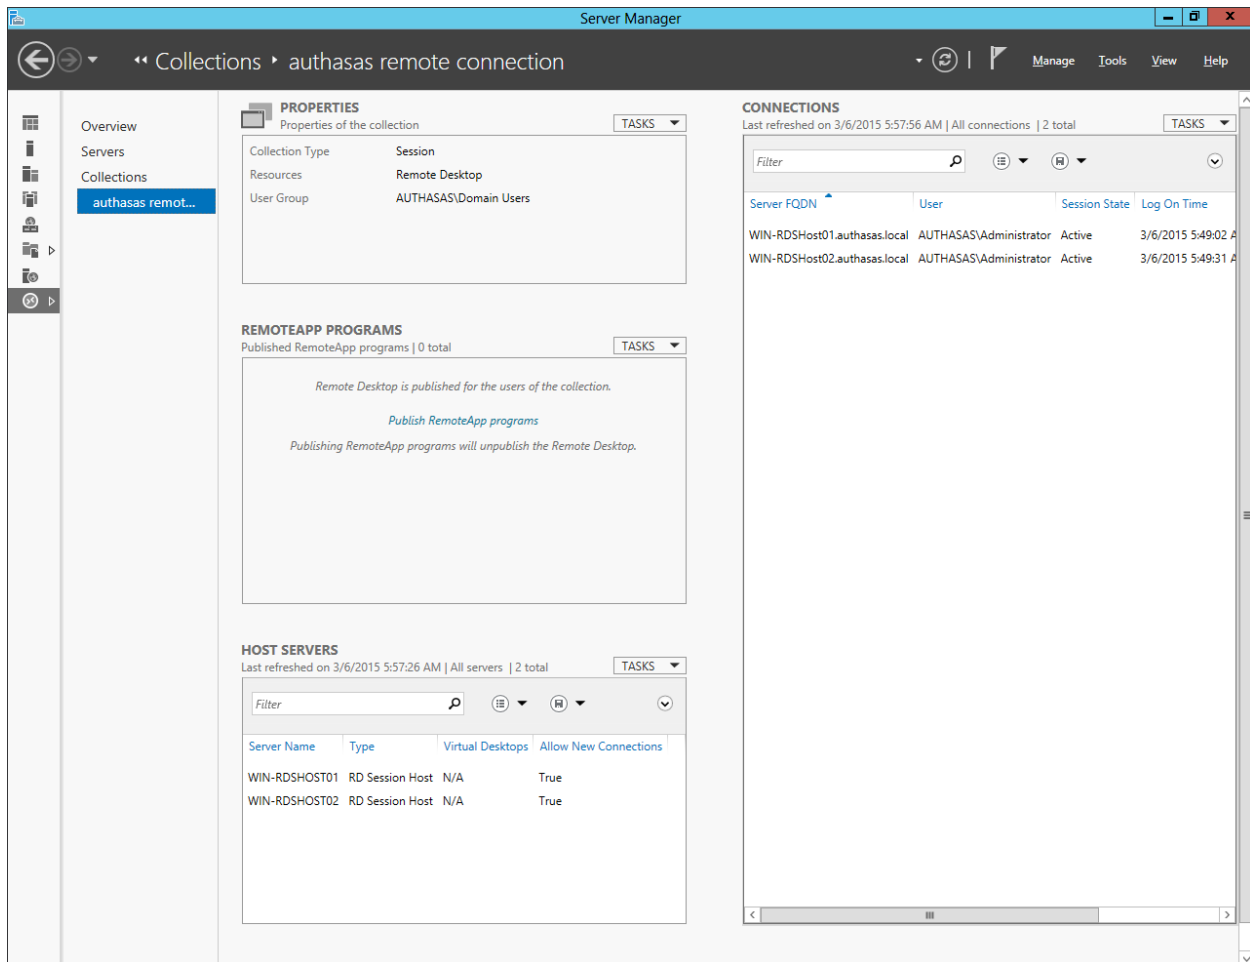 Server Manager
Collections authasas remote connection
Manage Tools View Help
Overview
Servers
Collections
authasas remot...
PROPERTIES
Properties of the collection
TASKS
Collection Type Session
Resources Remote Desktop
User Group AUTHASAS\Domain Users
REMOTEAPP PROGRAMS
Published RemoteApp programs | 0 total
TASKS
Remote Desktop is published for the users of the collection.
Publish RemoteApp programs
Publishing RemoteApp programs will unpublish the Remote Desktop.
HOST SERVERS
Last refreshed on 3/6/2015 5:57:26 AM | All servers | 2 total
TASKS
Filter
Server Name Type Virtual Desktops Allow New Connections
WIN-RDSHOST01 RD Session Host N/A True
WIN-RDSHOST02 RD Session Host N/A True
CONNECTIONS
Last refreshed on 3/6/2015 5:57:56 AM | All connections | 2 total
TASKS
Filter
Server FQDN User Session State Log On Time
WIN-RDSHost01.authasas.local AUTHASAS\Administrator Active 3/6/2015 5:49:02 A
WIN-RDSHost02.authasas.local AUTHASAS\Administrator Active 3/6/2015 5:49:31 A